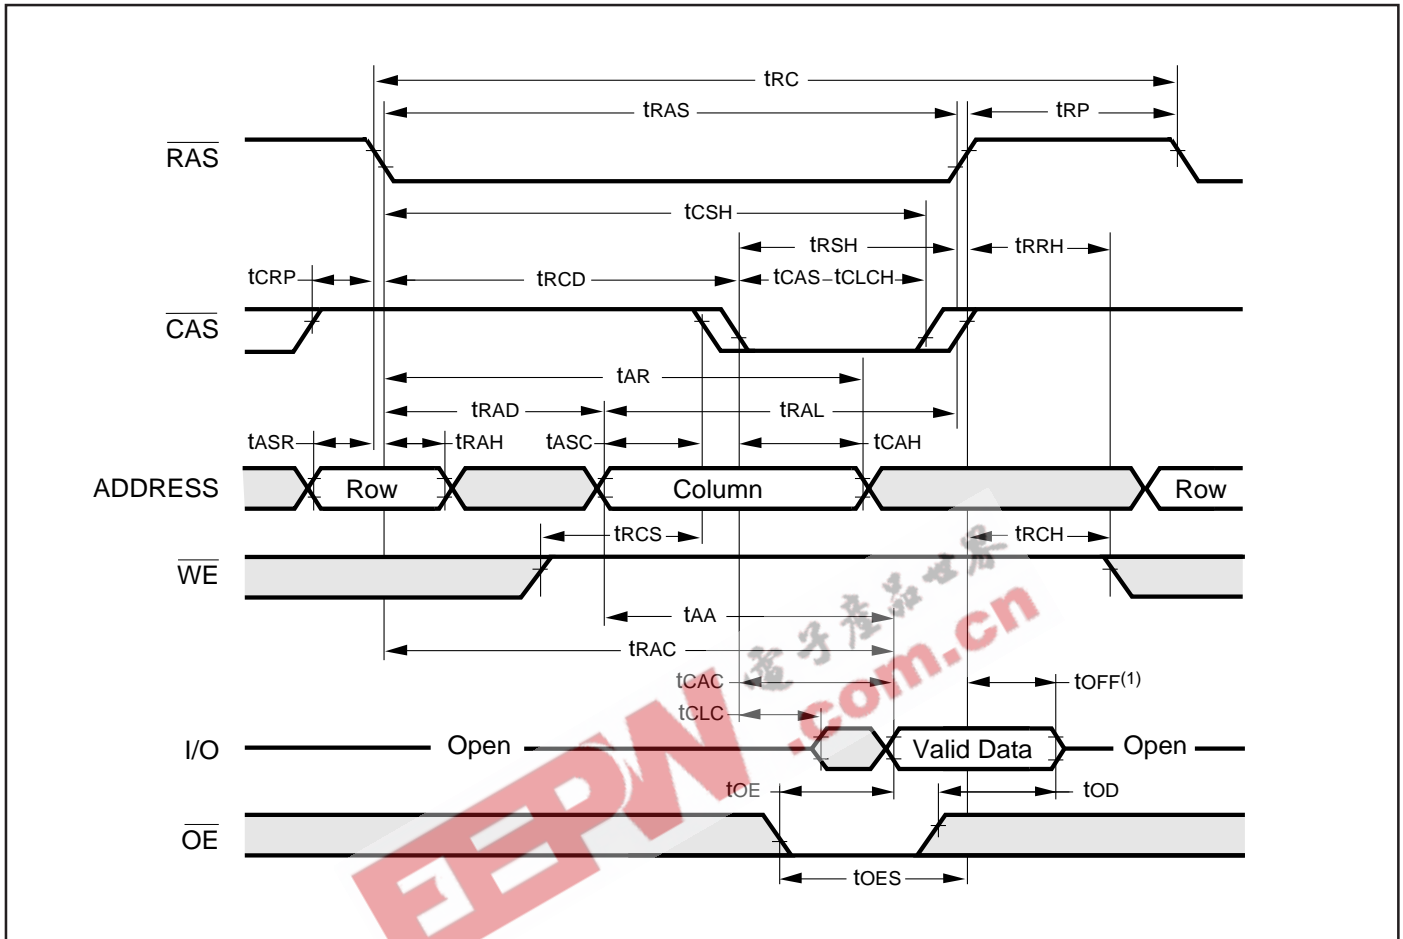 tRC
tRAS
tRP
RAS
tCSH
tRSH
tRRH
tCRP
tRCD
tCAS
tCLCH
CAS
tAR
tRAD
tRAL
tASR
tRAH
tASC
tCAH
ADDRESS
Row
Column
Row
tRCS
tRCH
WE
tAA
tRAC
tCAC
tOFF(1)
tCLC
I/O
Open
Valid Data
Open
tOE
tOD
OE
tOES
電子産品世界
EEPW
.com.cn